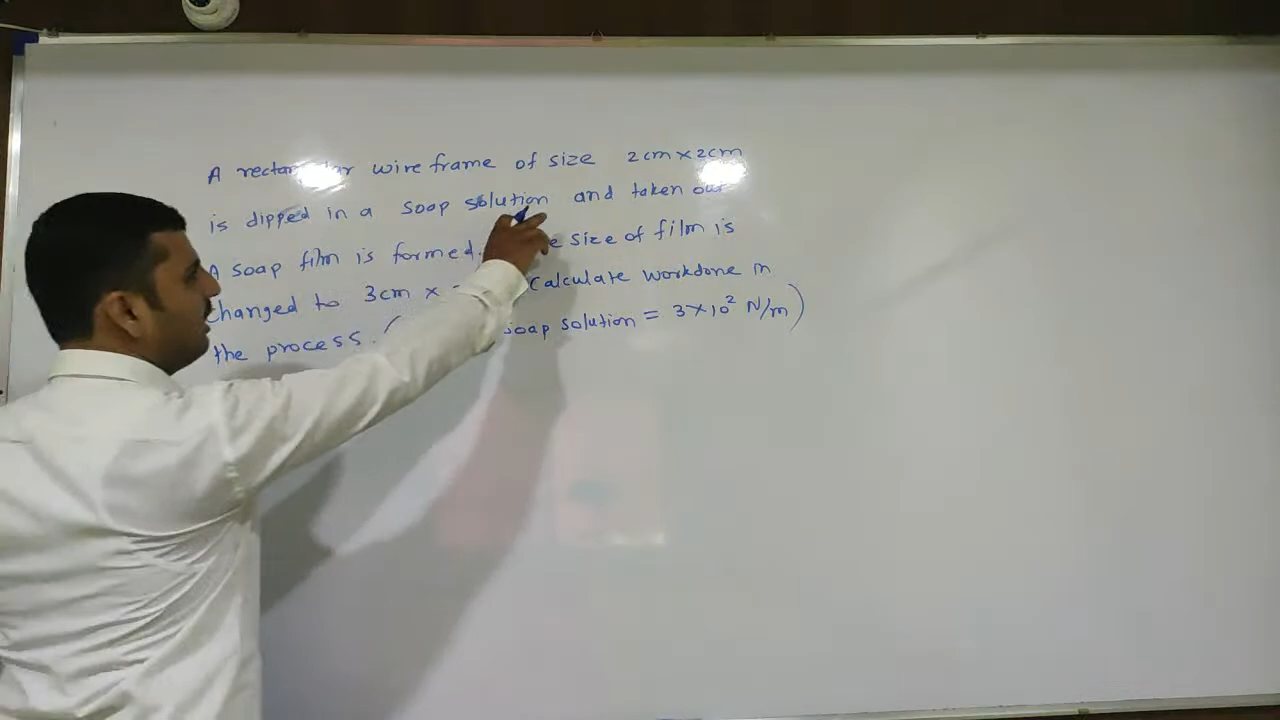 A wire frame of size 2cm×2cm
is dipped in a soap solution and taken out
A soap film is formed. size of film is
changed to 3cm × calculate workdone in
the process. ( soap solution = 3×10² N/m)